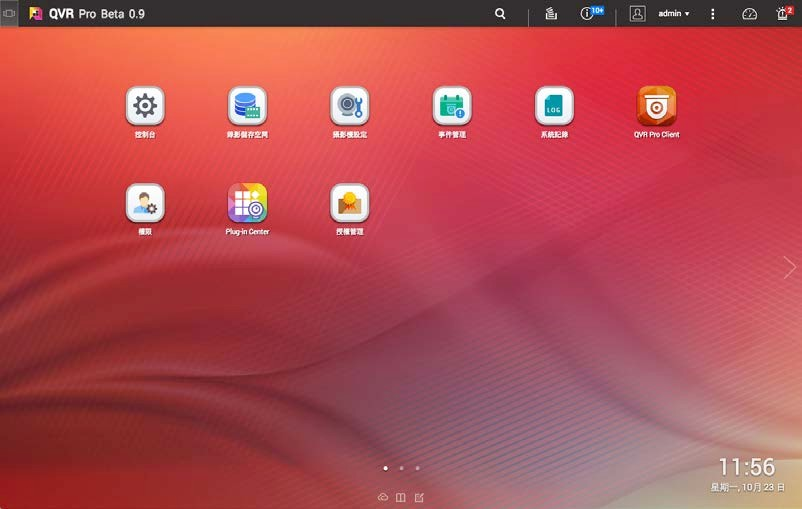 QVR Pro Beta 0.9
10+
admin
2
控制台
錄影儲存空間
攝影機設定
事件管理
LOG
系統記錄
QVR Pro Client
權限
Plug-in Center
授權管理
11:56
星期一, 10月 23 日